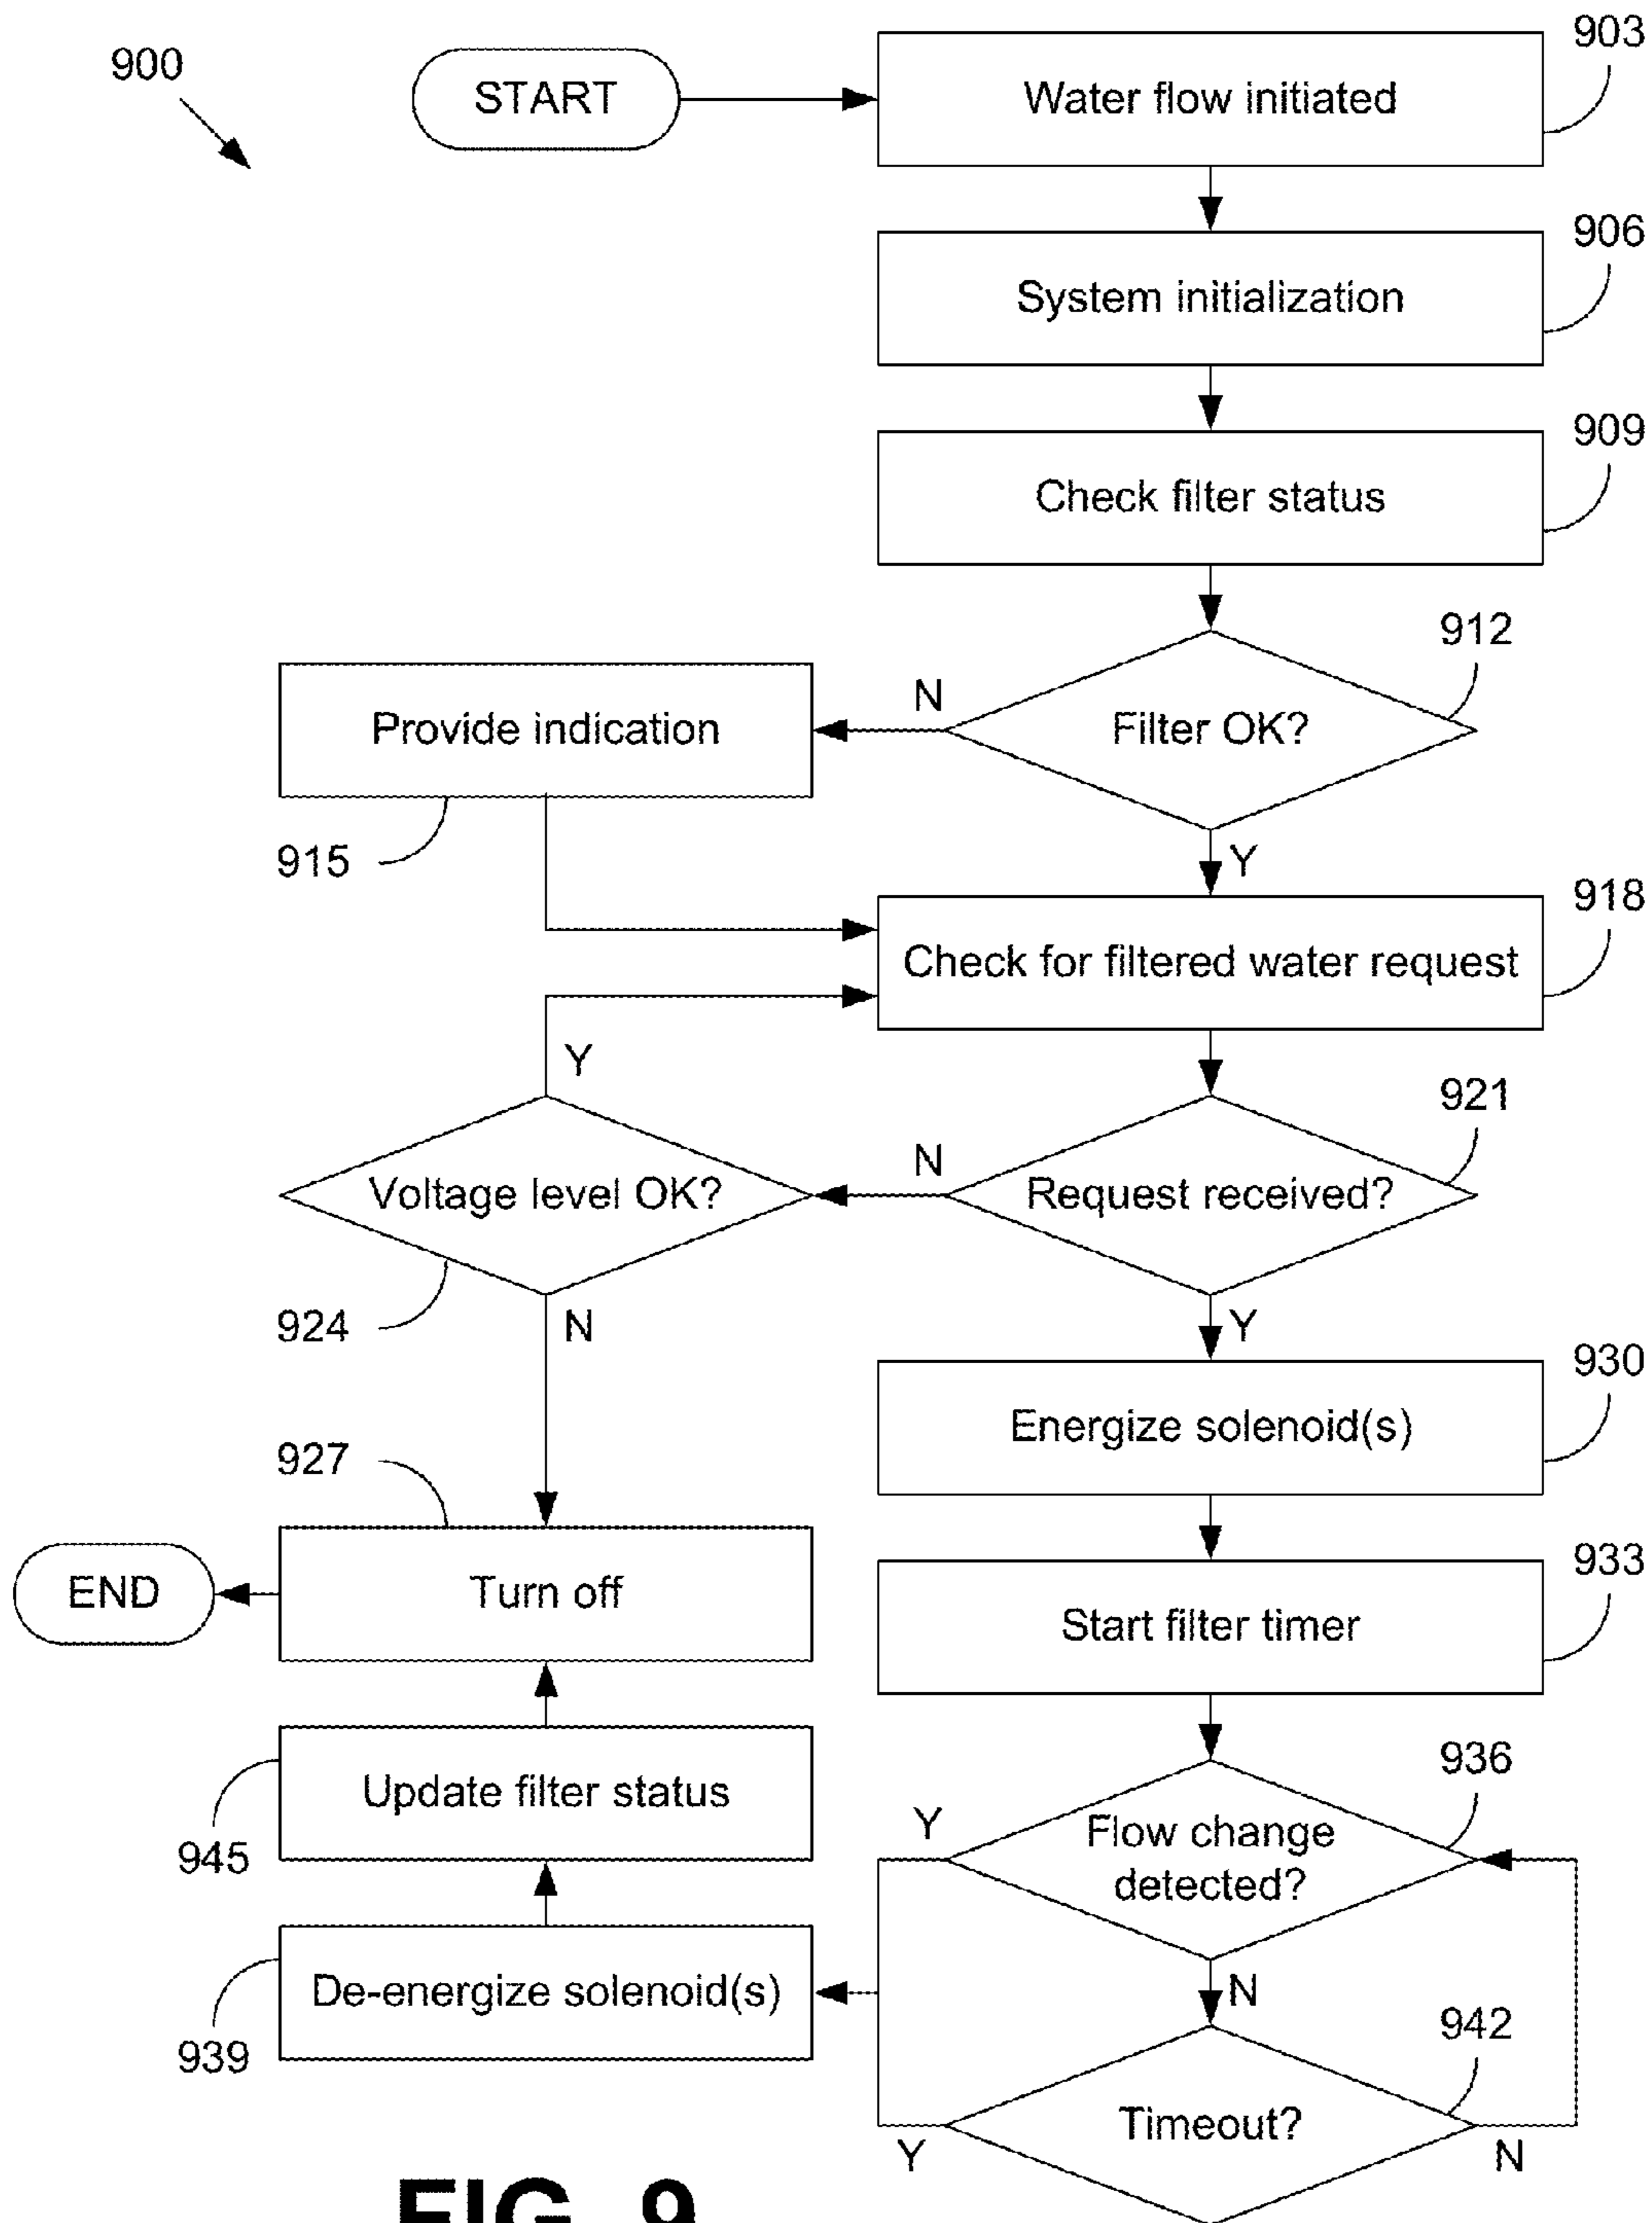 900
START
Water flow initiated
903
System initialization
906
Check filter status
909
Filter OK?
912
N
Y
Provide indication
915
Check for filtered water request
918
Request received?
921
N
Y
Voltage level OK?
924
Y
N
Energize solenoid(s)
930
Turn off
927
END
Start filter timer
933
Update filter status
945
Flow change
detected?
936
Y
N
De-energize solenoid(s)
939
Timeout?
942
Y
N
FIG. 9